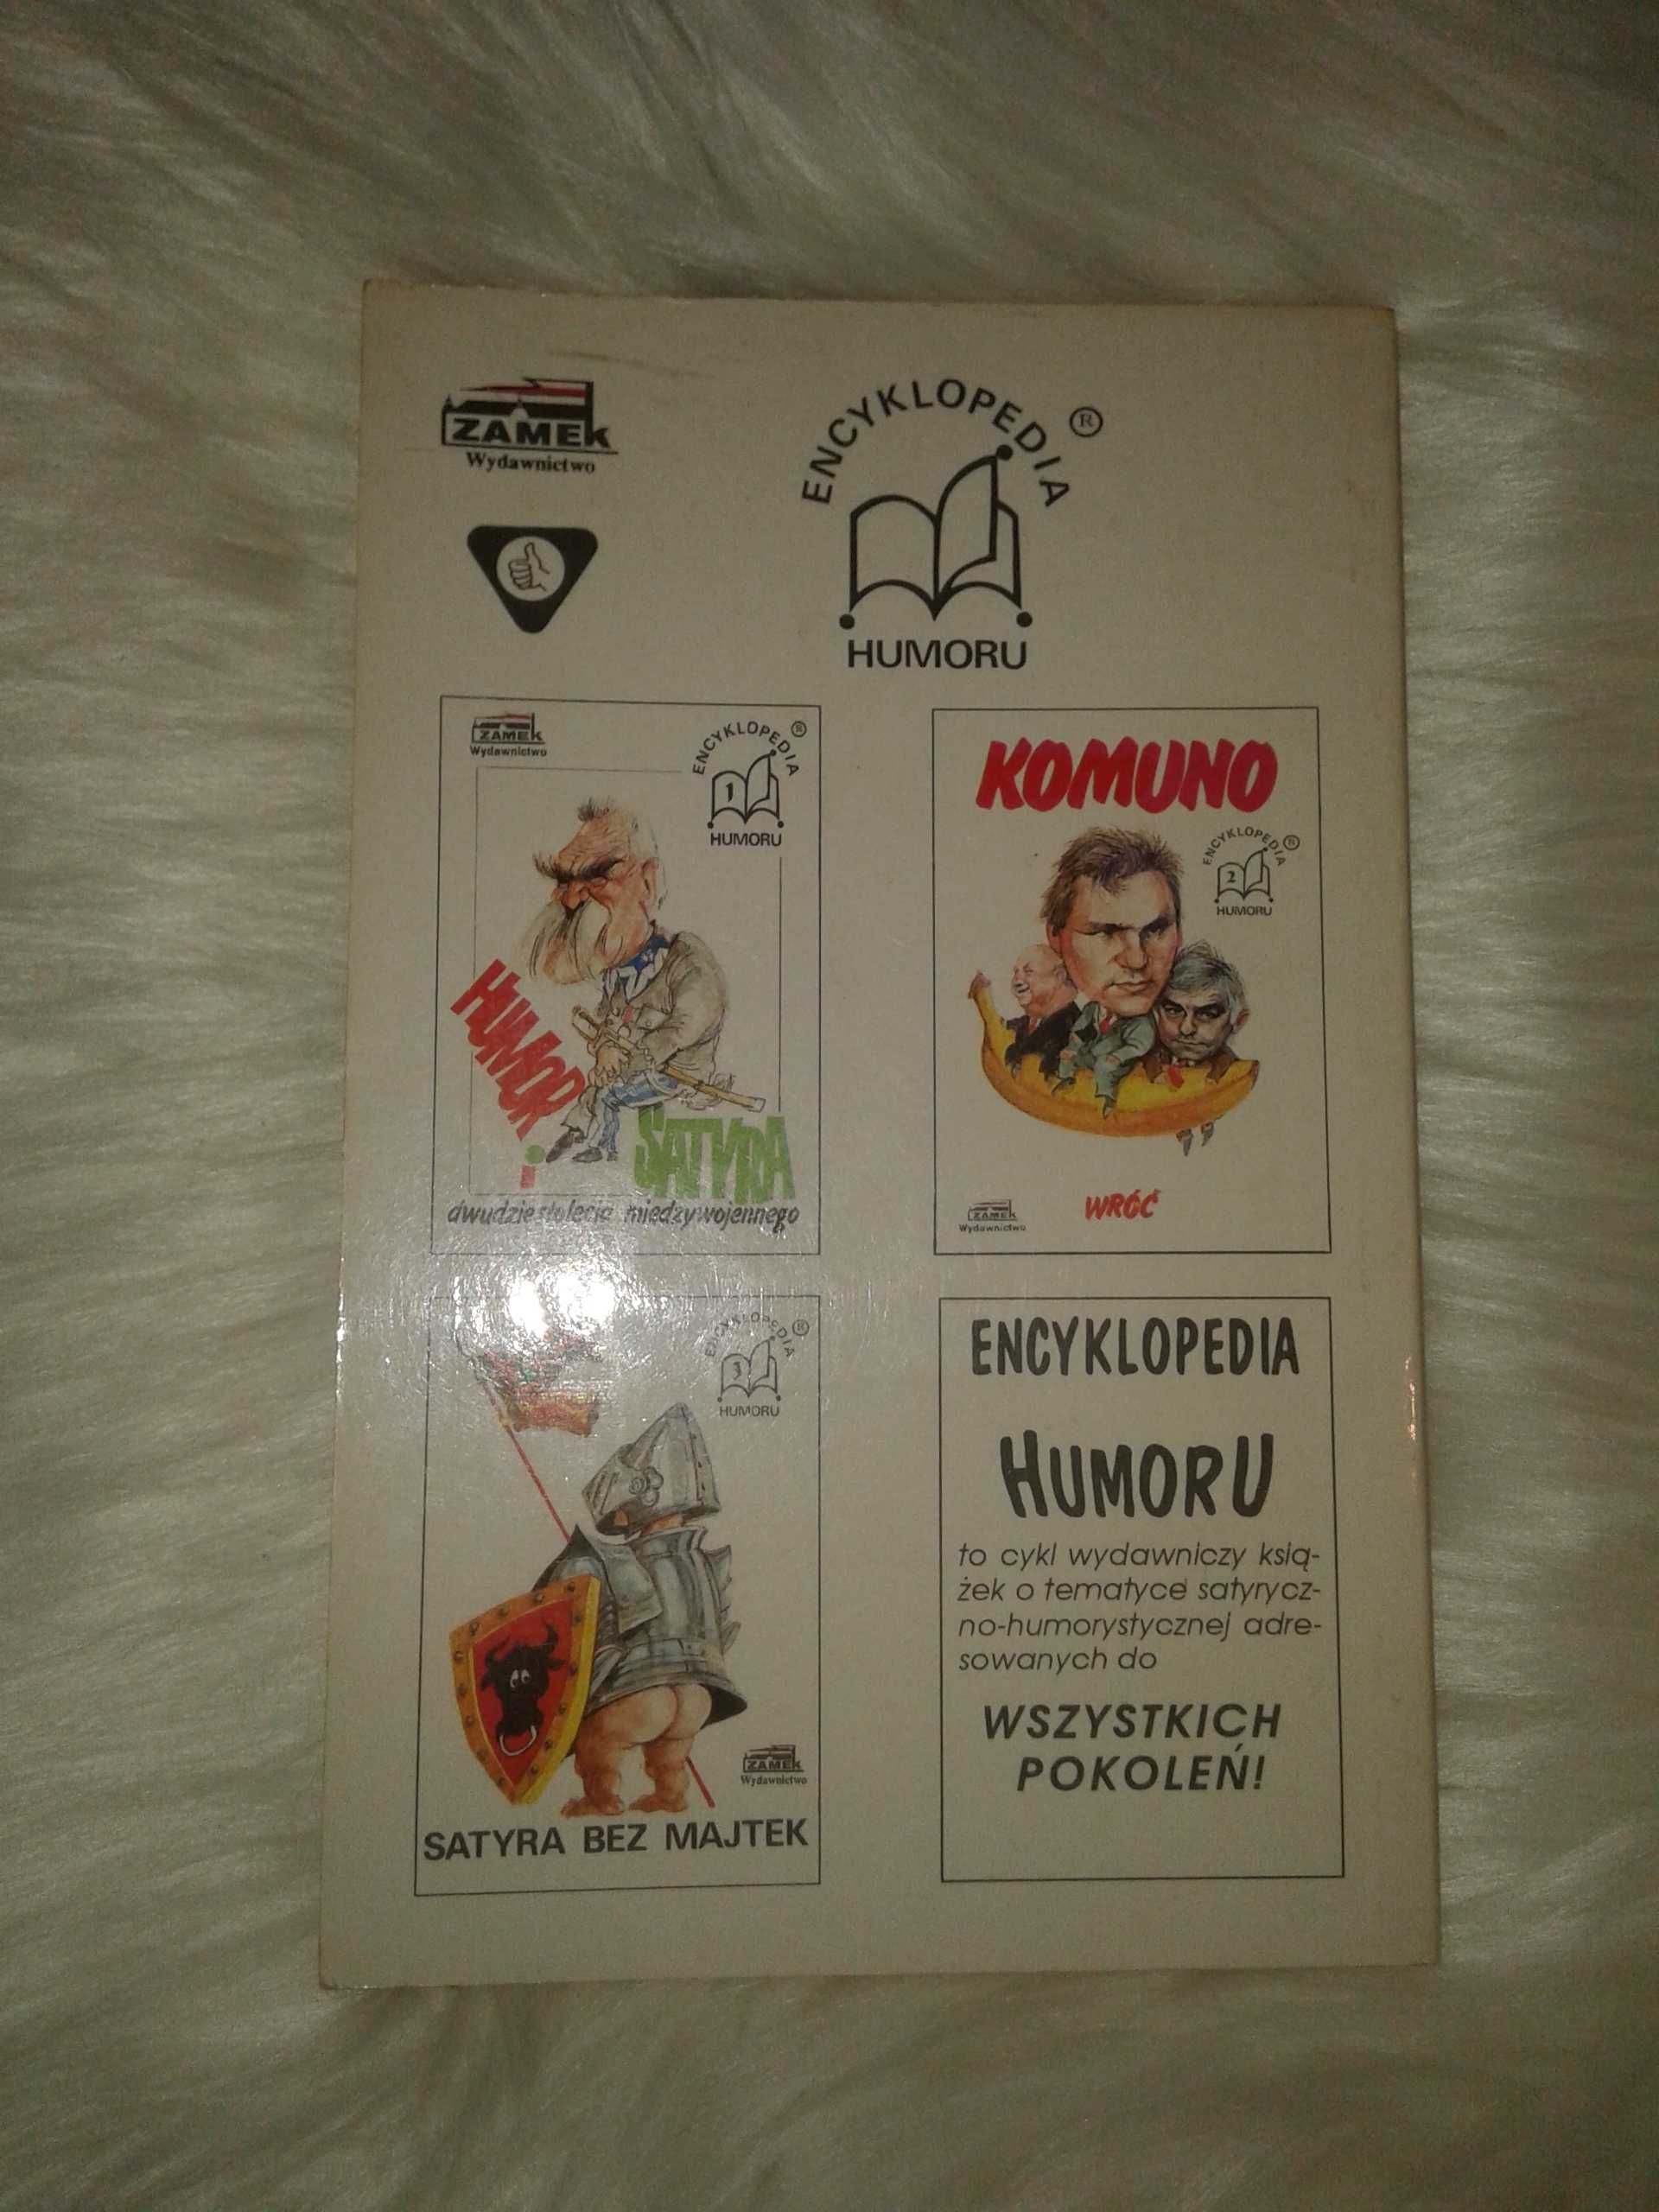 ZAMEK
Wydawnictwo
ENCYKLOPEDIA ®
HUMORU
ZAMEK
Wydawnictwo
ENCYKLOPEDIA ®
1
HUMORU
HUMOR
i
SATYRA
dwudziestolecia międzywojennego
KOMUNO
ENCYKLOPEDIA ®
2
HUMORU
ZAMEK
Wydawnictwo
WRÓĆ
ENCYKLOPEDIA ®
3
HUMORU
ZAMEK
Wydawnictwo
SATYRA BEZ MAJTEK
ENCYKLOPEDIA
HUMORU
to cykl wydawniczy ksią-
żek o tematyce satyrycz-
no-humorystycznej adre-
sowanych do
WSZYSTKICH
POKOLEŃ!